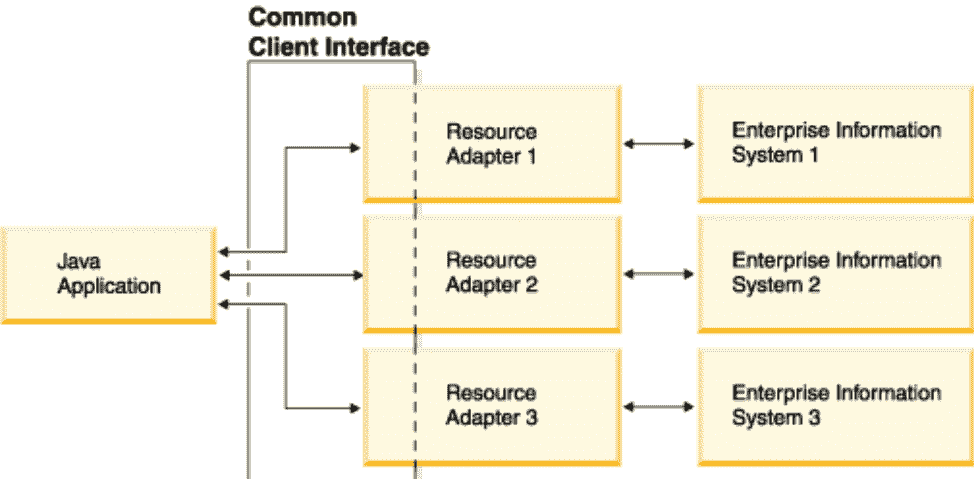 Common
Client Interface
Resource
Adapter 1
Enterprise Information
System 1
Java
Application
Resource
Adapter 2
Enterprise Information
System 2
Resource
Adapter 3
Enterprise Information
System 3